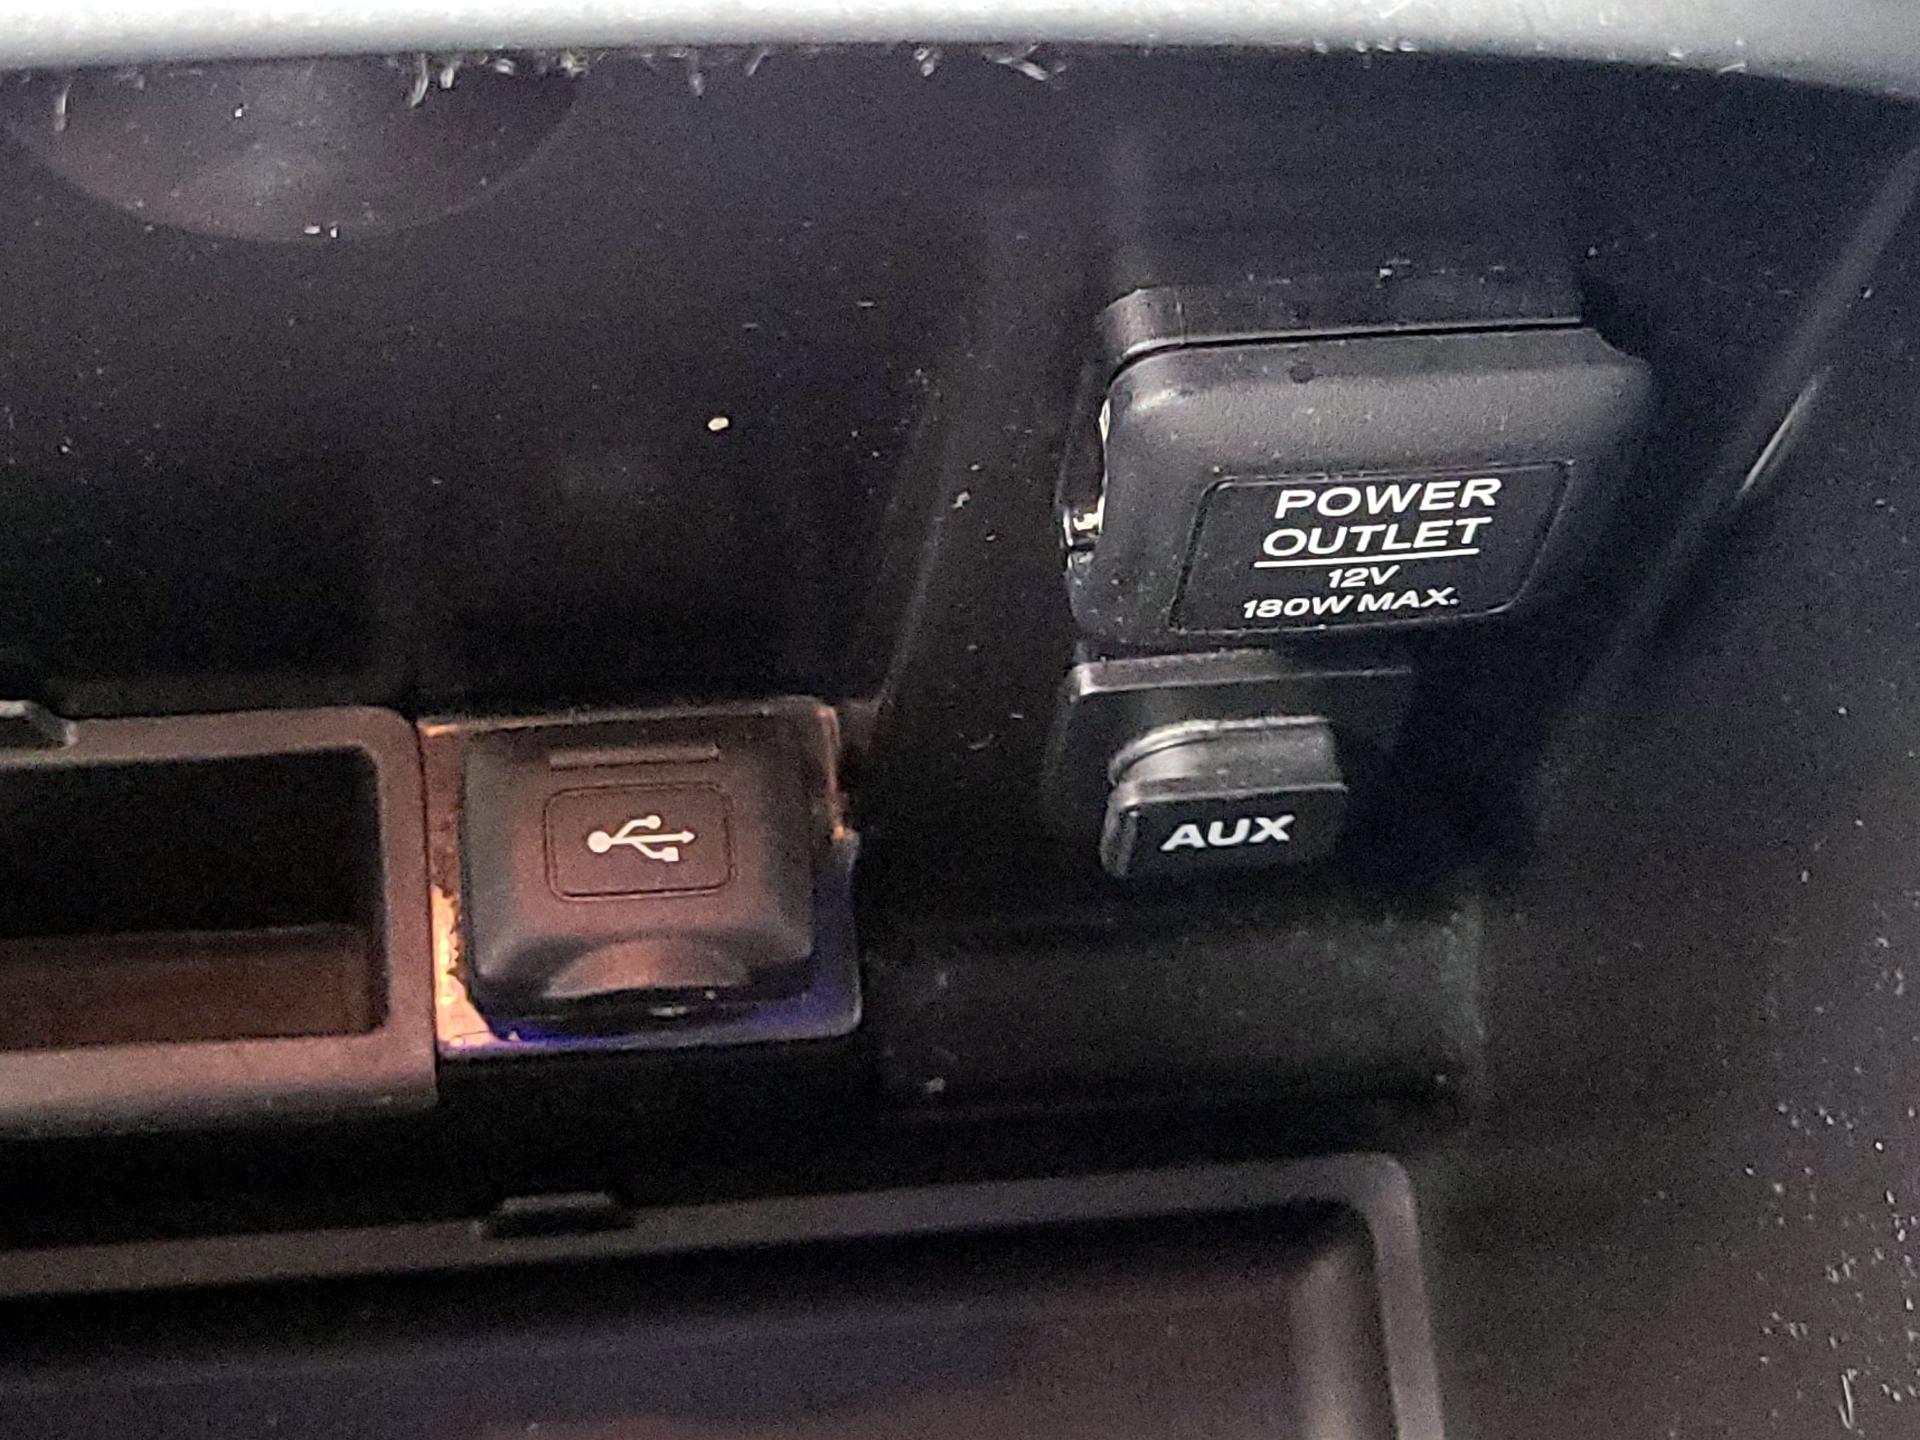 POWER
OUTLET
12V
180W MAX.
AUX